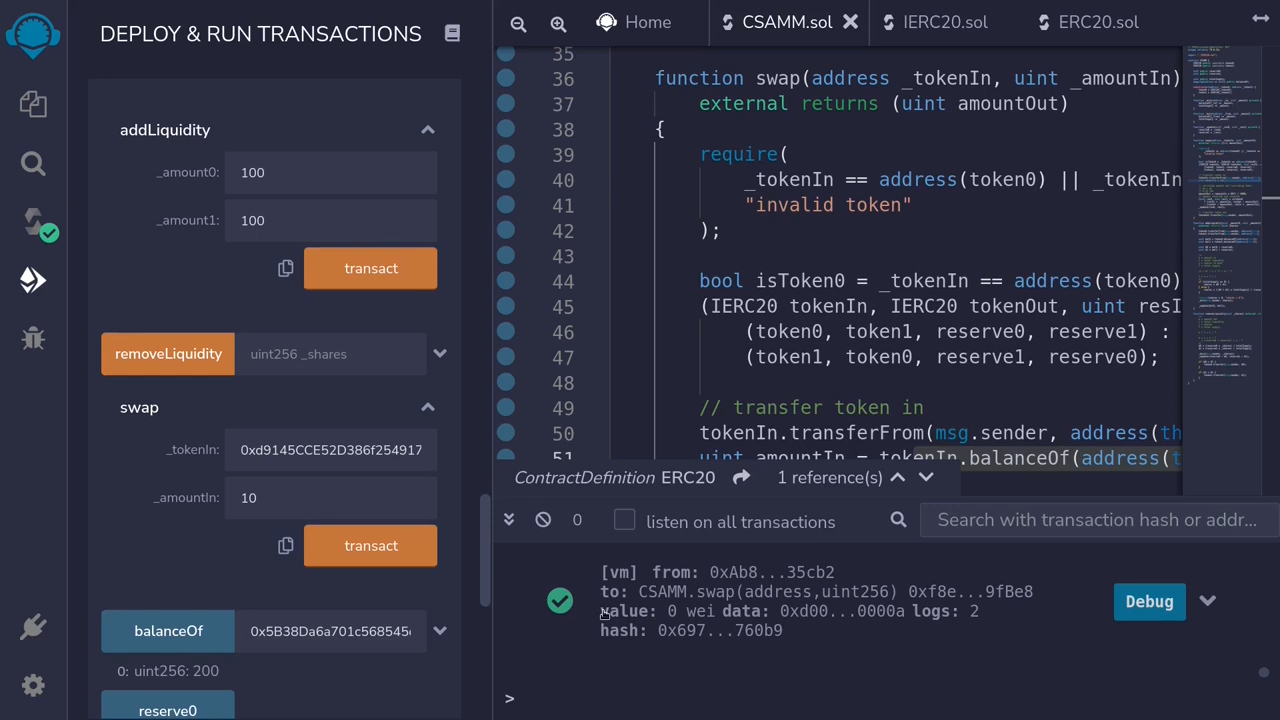 DEPLOY & RUN TRANSACTIONS
addLiquidity
_amount0: 100
_amount1: 100
transact
removeLiquidity uint256 _shares
swap
_tokenIn: 0xd9145CCE52D386f254917
_amountIn: 10
transact
balanceOf 0x5B38Da6a701c568545
0: uint256: 200
reserve0
Home CSAMM.sol IERC20.sol ERC20.sol
35
36 function swap(address _tokenIn, uint _amountIn)
37 external returns (uint amountOut)
38 {
39 require(
40 _tokenIn == address(token0) || _tokenIn
41 "invalid token"
42 );
43
44 bool isToken0 = _tokenIn == address(token0)
45 (IERC20 tokenIn, IERC20 tokenOut, uint resI
46 (token0, token1, reserve0, reserve1) :
47 (token1, token0, reserve1, reserve0);
48
49 // transfer token in
50 tokenIn.transferFrom(msg.sender, address(th
51 uint amountIn = tokenIn.balanceOf(address(t
ContractDefinition ERC20 1 reference(s)
0 listen on all transactions Search with transaction hash or addr...
[vm] from: 0xAb8...35cb2
to: CSAMM.swap(address,uint256) 0xf8e...9fBe8
value: 0 wei data: 0xd00...0000a logs: 2
hash: 0x697...760b9
Debug
>